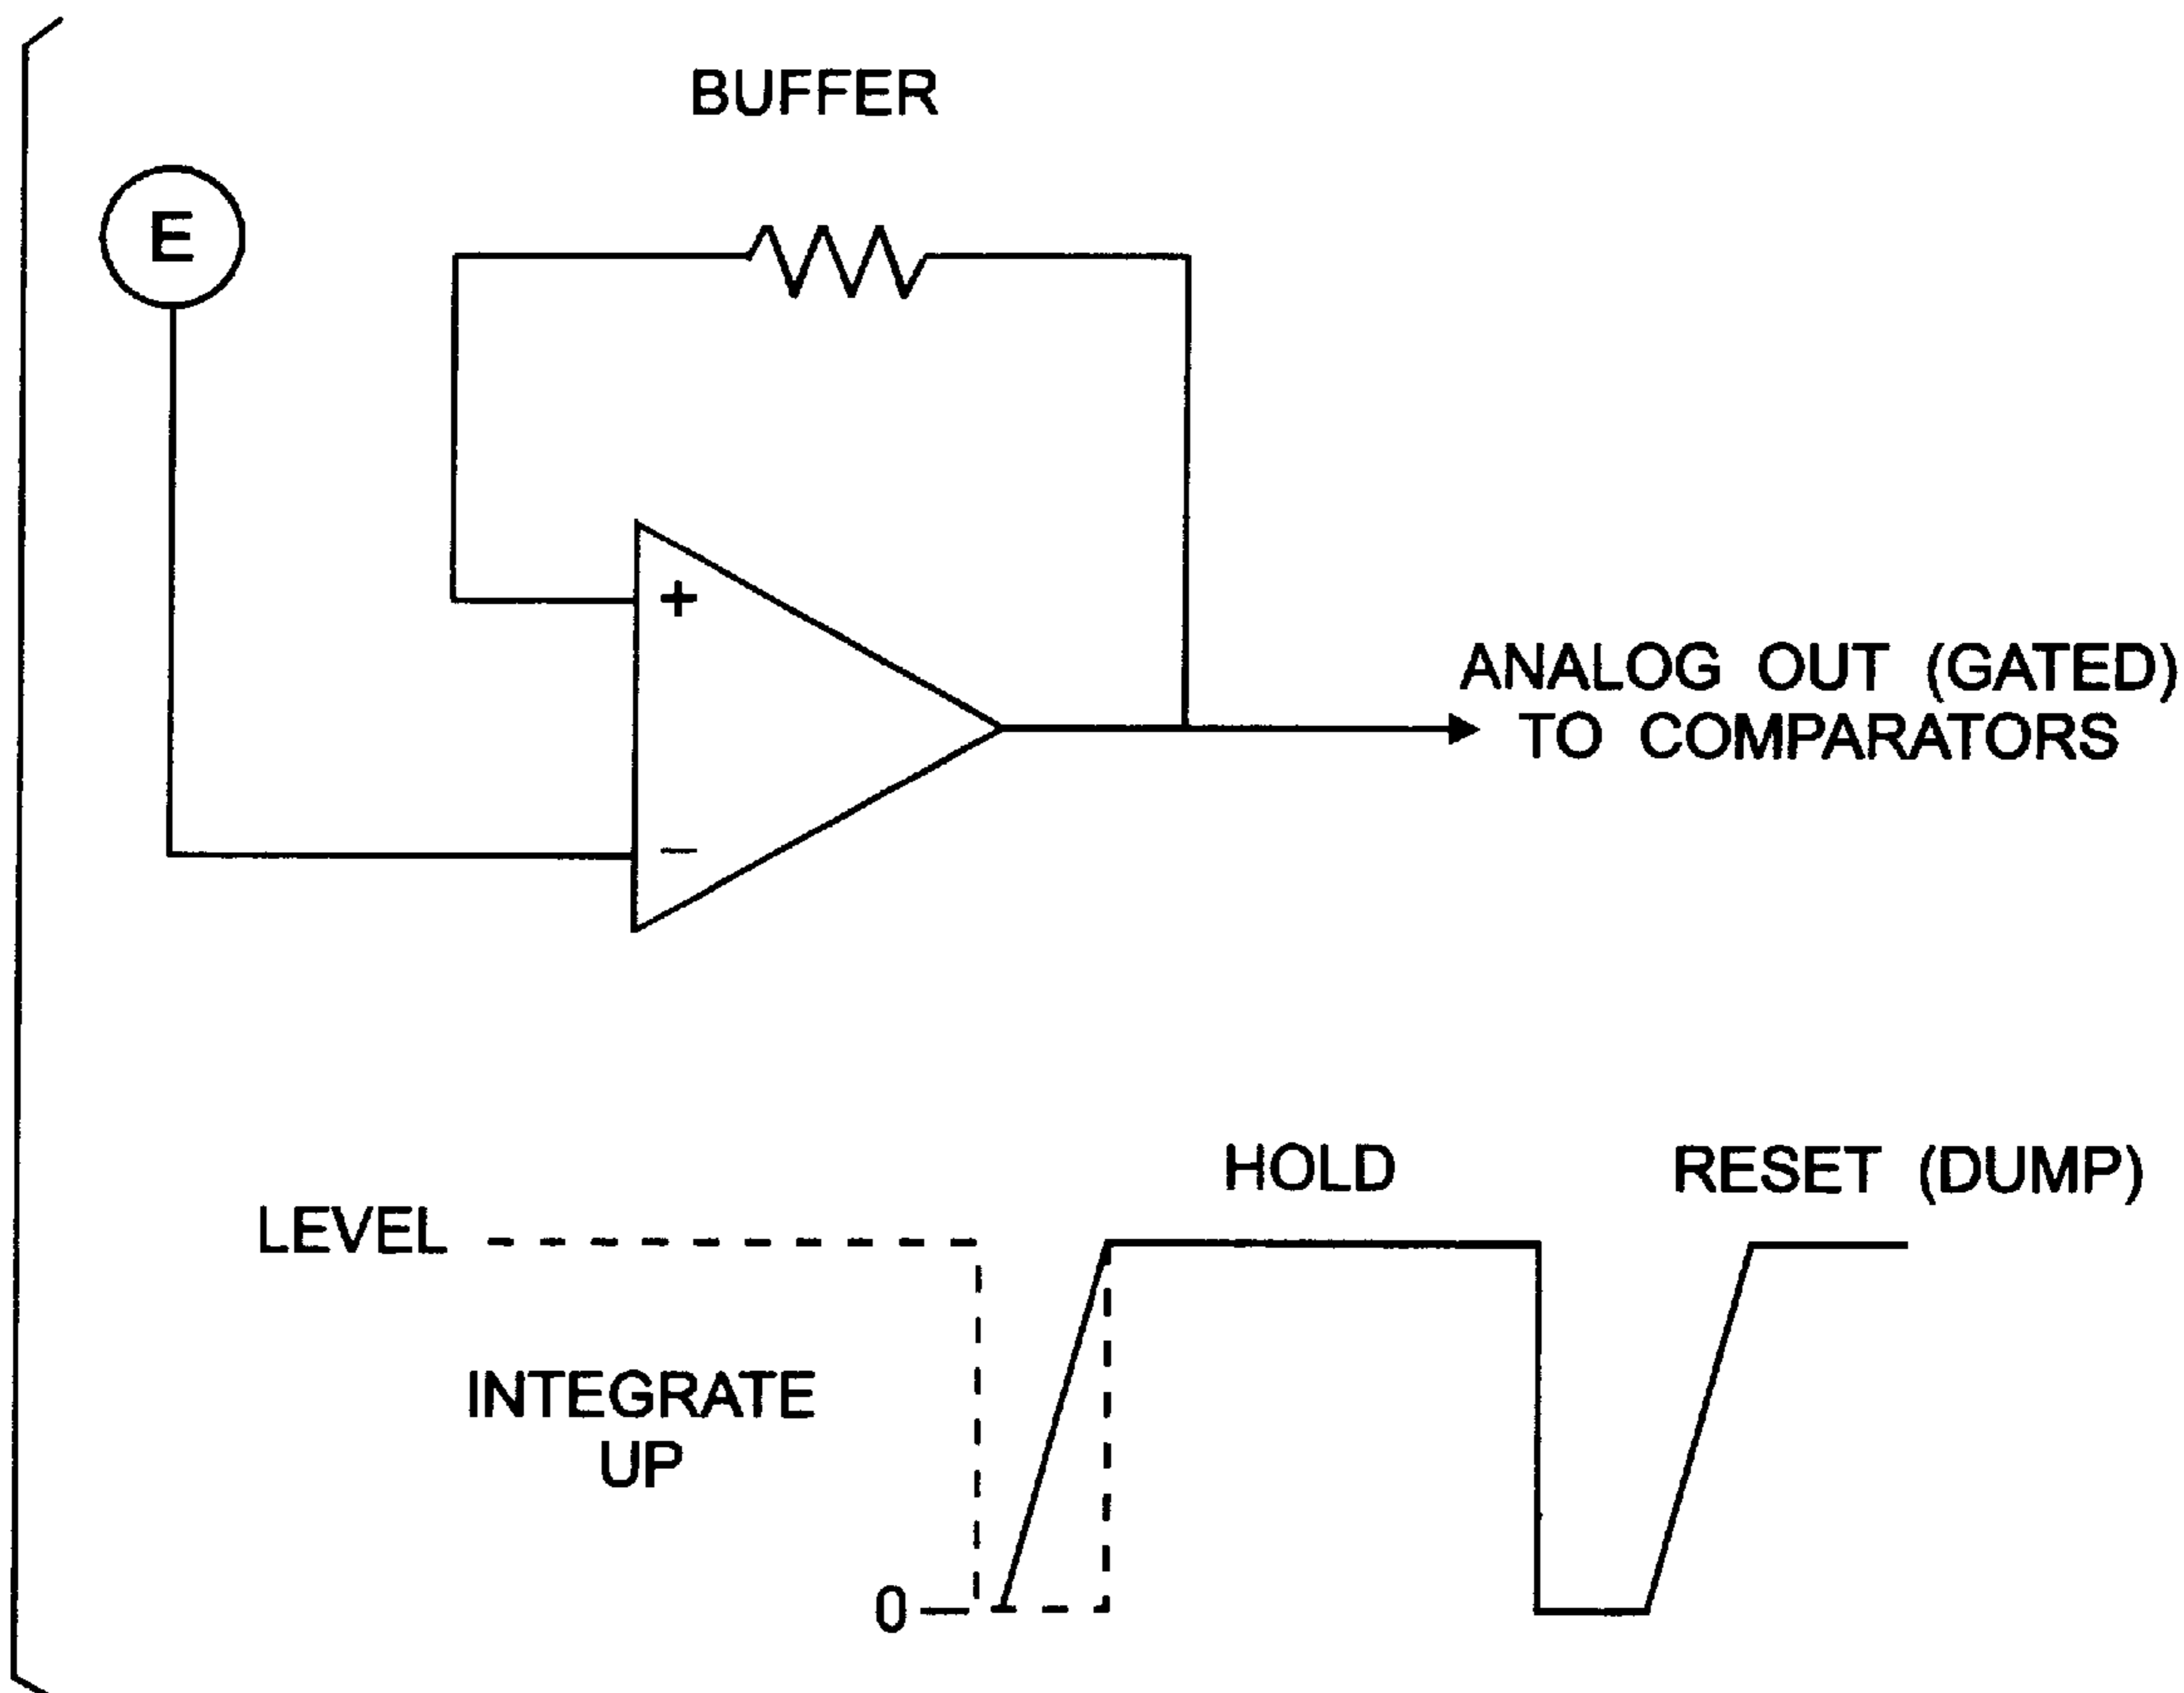 BUFFER
E
+
−
ANALOG OUT (GATED)
TO COMPARATORS
HOLD
RESET (DUMP)
LEVEL
INTEGRATE
UP
0